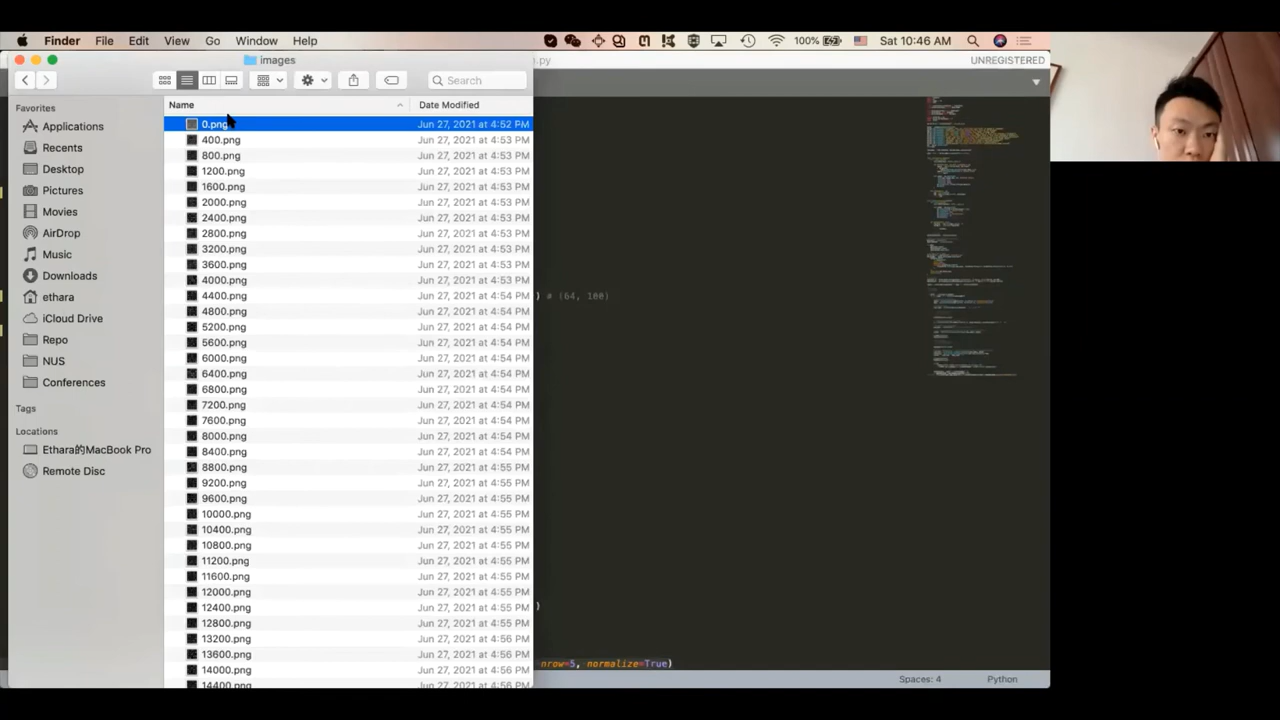 Finder File Edit View Go Window Help 100% Sat 10:46 AM
images
.py
UNREGISTERED
Search
Name Date Modified
Favorites
Applications
Recents
Desktop
Pictures
Movies
AirDrop
Music
Downloads
ethara
iCloud Drive
Repo
NUS
Conferences
Tags
Locations
Ethara的MacBook Pro
Remote Disc
0.png Jun 27, 2021 at 4:52 PM
400.png Jun 27, 2021 at 4:53 PM
800.png Jun 27, 2021 at 4:53 PM
1200.png Jun 27, 2021 at 4:53 PM
1600.png Jun 27, 2021 at 4:53 PM
2000.png Jun 27, 2021 at 4:53 PM
2400.png Jun 27, 2021 at 4:53 PM
2800.png Jun 27, 2021 at 4:53 PM
3200.png Jun 27, 2021 at 4:53 PM
3600.png Jun 27, 2021 at 4:53 PM
4000.png Jun 27, 2021 at 4:53 PM
4400.png Jun 27, 2021 at 4:54 PM
4800.png Jun 27, 2021 at 4:54 PM
5200.png Jun 27, 2021 at 4:54 PM
5600.png Jun 27, 2021 at 4:54 PM
6000.png Jun 27, 2021 at 4:54 PM
6400.png Jun 27, 2021 at 4:54 PM
6800.png Jun 27, 2021 at 4:54 PM
7200.png Jun 27, 2021 at 4:54 PM
7600.png Jun 27, 2021 at 4:54 PM
8000.png Jun 27, 2021 at 4:54 PM
8400.png Jun 27, 2021 at 4:54 PM
8800.png Jun 27, 2021 at 4:55 PM
9200.png Jun 27, 2021 at 4:55 PM
9600.png Jun 27, 2021 at 4:55 PM
10000.png Jun 27, 2021 at 4:55 PM
10400.png Jun 27, 2021 at 4:55 PM
10800.png Jun 27, 2021 at 4:55 PM
11200.png Jun 27, 2021 at 4:55 PM
11600.png Jun 27, 2021 at 4:55 PM
12000.png Jun 27, 2021 at 4:55 PM
12400.png Jun 27, 2021 at 4:55 PM
12800.png Jun 27, 2021 at 4:55 PM
13200.png Jun 27, 2021 at 4:56 PM
13600.png Jun 27, 2021 at 4:56 PM
14000.png Jun 27, 2021 at 4:56 PM
14400.png Jun 27, 2021 at 4:56 PM
) # (64, 100)
)
nrow=5, normalize=True)
Spaces: 4 Python